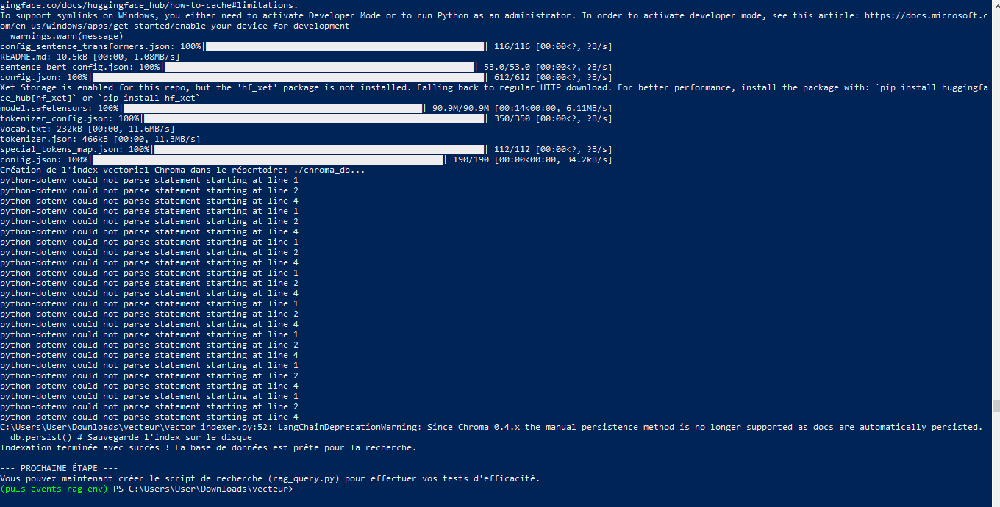 gingface.co/docs/huggingface_hub/how-to-cache#limitations.
To support symlinks on Windows, you either need to activate Developer Mode or to run Python as an administrator. In order to activate developer mode, see this article: https://docs.microsoft.c
om/en-us/windows/apps/get-started/enable-your-device-for-development
  warnings.warn(message)
config_sentence_transformers.json: 100%| | 116/116 [00:00<?, ?B/s]
README.md: 10.5kB [00:00, 1.08MB/s]
sentence_bert_config.json: 100%| | 53.0/53.0 [00:00<?, ?B/s]
config.json: 100%| | 612/612 [00:00<?, ?B/s]
Xet Storage is enabled for this repo, but the 'hf_xet' package is not installed. Falling back to regular HTTP download. For better performance, install the package with: `pip install huggingfa
ce_hub[hf_xet]` or `pip install hf_xet`
model.safetensors: 100%| | 90.9M/90.9M [00:14<00:00, 6.11MB/s]
tokenizer_config.json: 100%| | 350/350 [00:00<?, ?B/s]
vocab.txt: 232kB [00:00, 11.6MB/s]
tokenizer.json: 466kB [00:00, 11.3MB/s]
special_tokens_map.json: 100%| | 112/112 [00:00<?, ?B/s]
config.json: 100%| | 190/190 [00:00<00:00, 34.2kB/s]
Création de l'index vectoriel Chroma dans le répertoire: ./chroma_db...
python-dotenv could not parse statement starting at line 1
python-dotenv could not parse statement starting at line 2
python-dotenv could not parse statement starting at line 4
python-dotenv could not parse statement starting at line 1
python-dotenv could not parse statement starting at line 2
python-dotenv could not parse statement starting at line 4
python-dotenv could not parse statement starting at line 1
python-dotenv could not parse statement starting at line 2
python-dotenv could not parse statement starting at line 4
python-dotenv could not parse statement starting at line 1
python-dotenv could not parse statement starting at line 2
python-dotenv could not parse statement starting at line 4
python-dotenv could not parse statement starting at line 1
python-dotenv could not parse statement starting at line 2
python-dotenv could not parse statement starting at line 4
python-dotenv could not parse statement starting at line 1
python-dotenv could not parse statement starting at line 2
python-dotenv could not parse statement starting at line 4
python-dotenv could not parse statement starting at line 1
python-dotenv could not parse statement starting at line 2
python-dotenv could not parse statement starting at line 4
python-dotenv could not parse statement starting at line 1
python-dotenv could not parse statement starting at line 2
python-dotenv could not parse statement starting at line 4
C:\Users\User\Downloads\vecteur\vector_indexer.py:52: LangChainDeprecationWarning: Since Chroma 0.4.x the manual persistence method is no longer supported as docs are automatically persisted.
  db.persist() # Sauvegarde l'index sur le disque
Indexation terminée avec succès ! La base de données est prête pour la recherche.

--- PROCHAINE ÉTAPE ---
Vous pouvez maintenant créer le script de recherche (rag_query.py) pour effectuer vos tests d'efficacité.
(puls-events-rag-env) PS C:\Users\User\Downloads\vecteur>